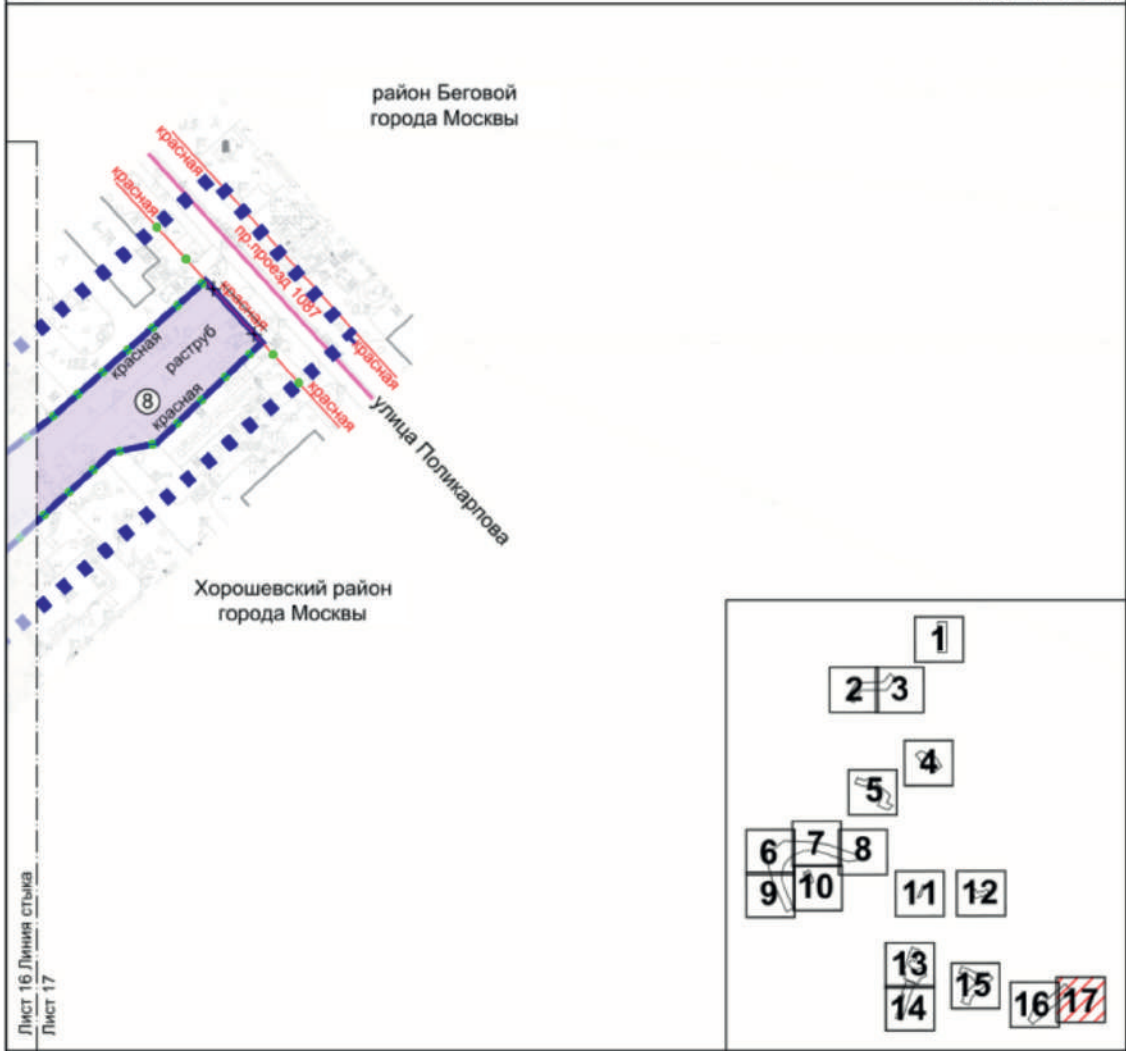 район Беговой
города Москвы
красная
красная
пр.проезд 1087
красная
красная
раструб
красная
8
красная
красная
улица Поликарпова
Хорошевский район
города Москвы
Лист 16 Линия стыка
Лист 17
1
2 3
4
5
6 7 8
9 10
11 12
13
14 15
16 17